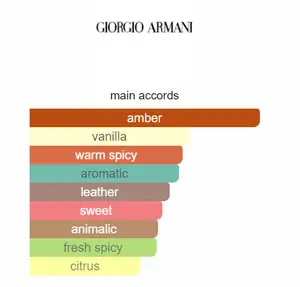 GIORGIO ARMANI
main accords
amber
vanilla
warm spicy
aromatic
leather
sweet
animalic
fresh spicy
citrus